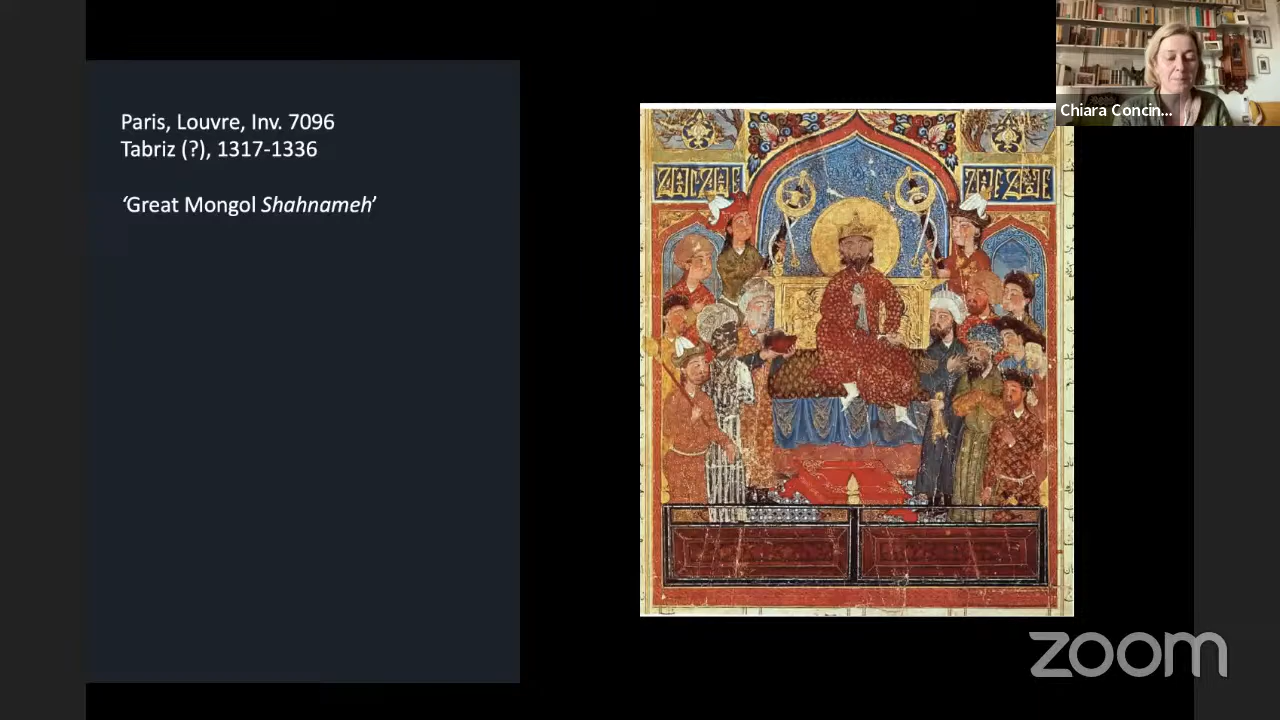 Paris, Louvre, Inv. 7096
Tabriz (?), 1317-1336
‘Great Mongol Shahnameh’
Chiara Concin...
zoom